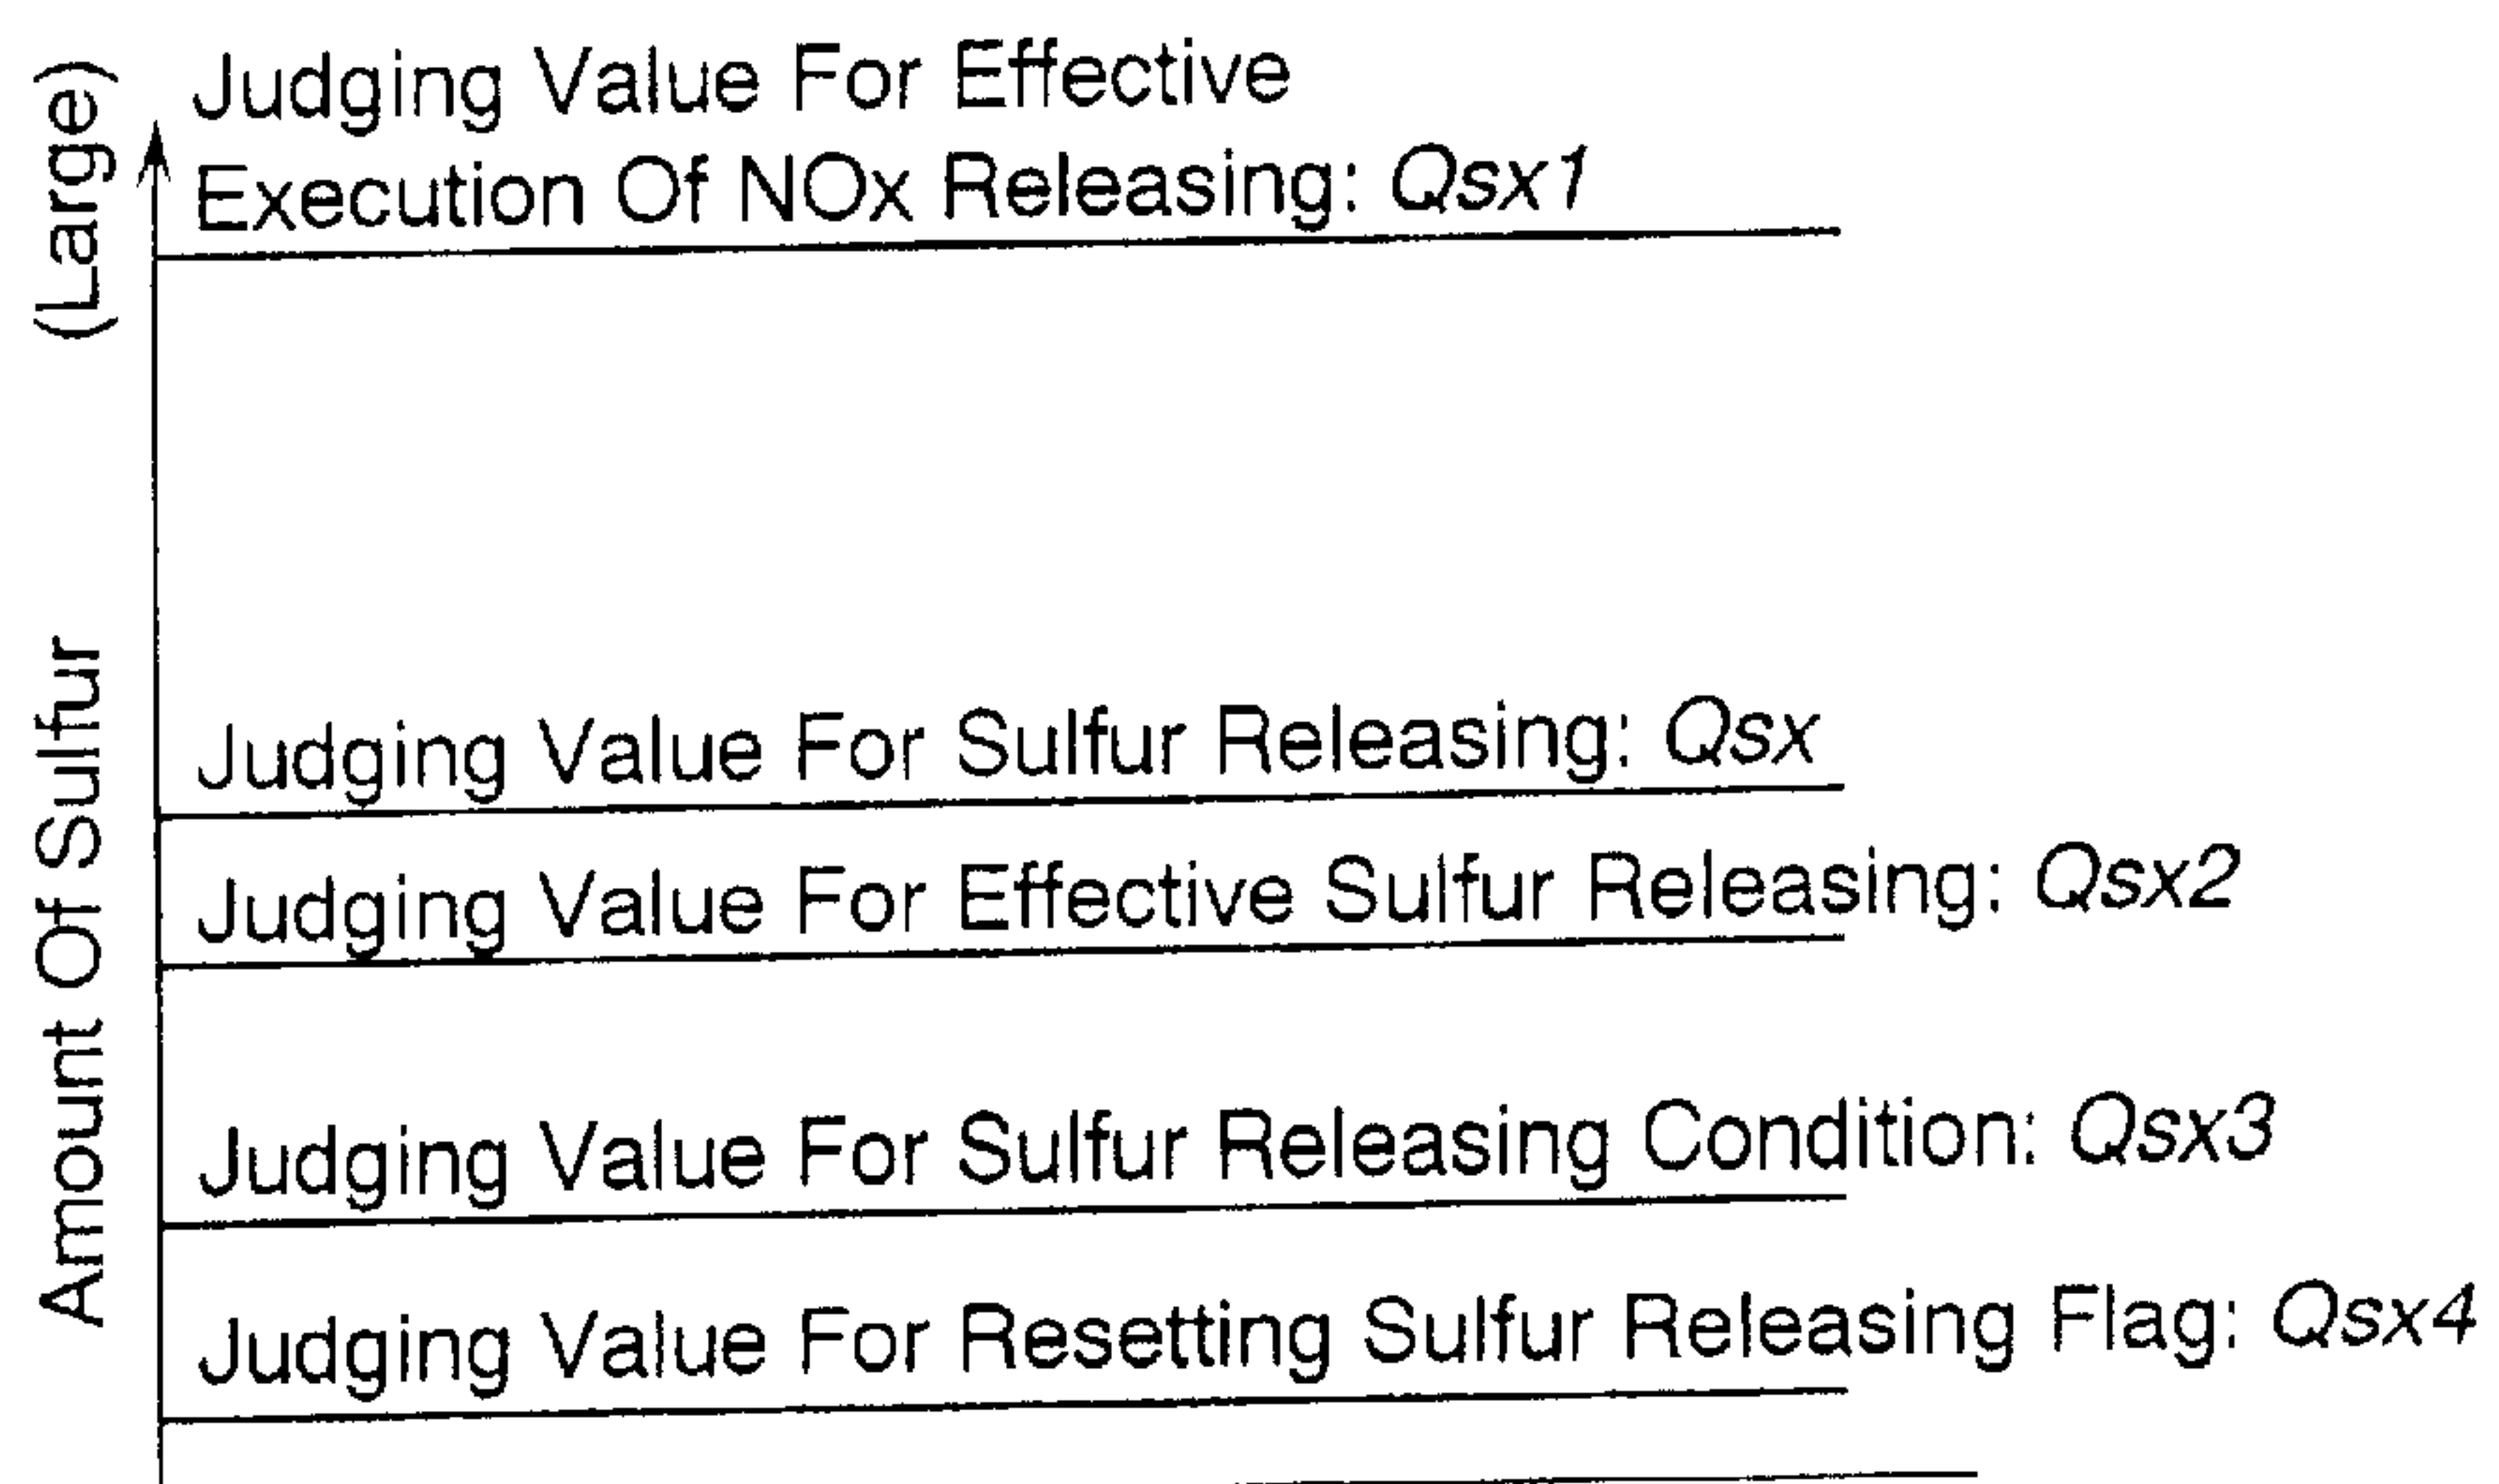 (Large)
Amount Of Sulfur
Judging Value For Effective
Execution Of NOx Releasing: Qsx1
Judging Value For Sulfur Releasing: Qsx
Judging Value For Effective Sulfur Releasing: Qsx2
Judging Value For Sulfur Releasing Condition: Qsx3
Judging Value For Resetting Sulfur Releasing Flag: Qsx4